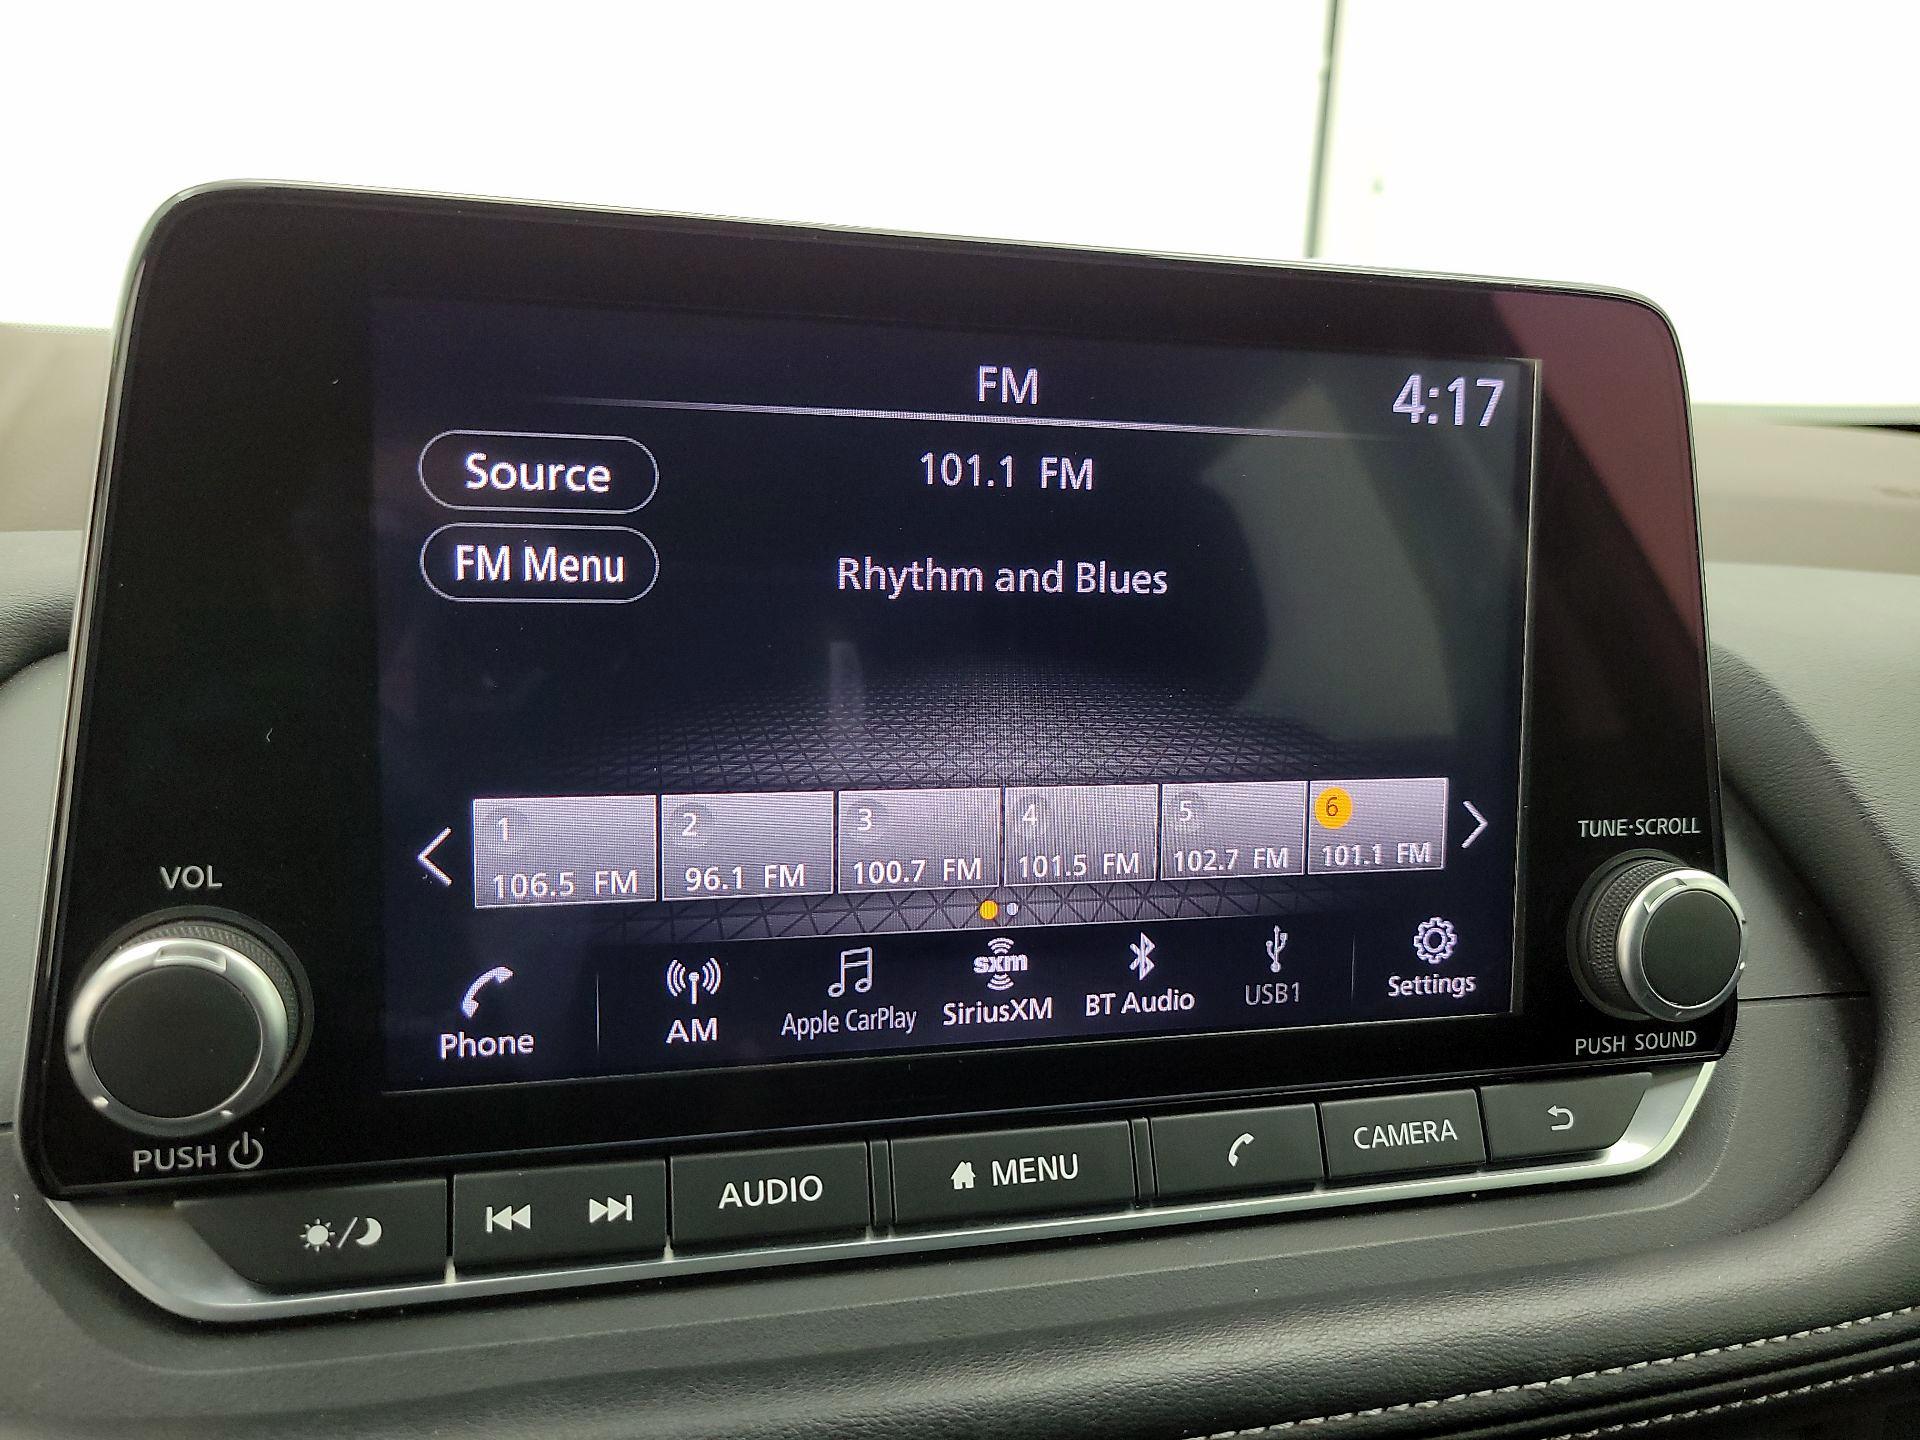 FM
4:17
Source
101.1 FM
FM Menu
Rhythm and Blues
1 2 3 4 5 6
106.5 FM 96.1 FM 100.7 FM 101.5 FM 102.7 FM 101.1 FM
TUNE·SCROLL
VOL
sxm
Phone AM Apple CarPlay SiriusXM BT Audio USB1 Settings
PUSH
PUSH SOUND
AUDIO MENU CAMERA